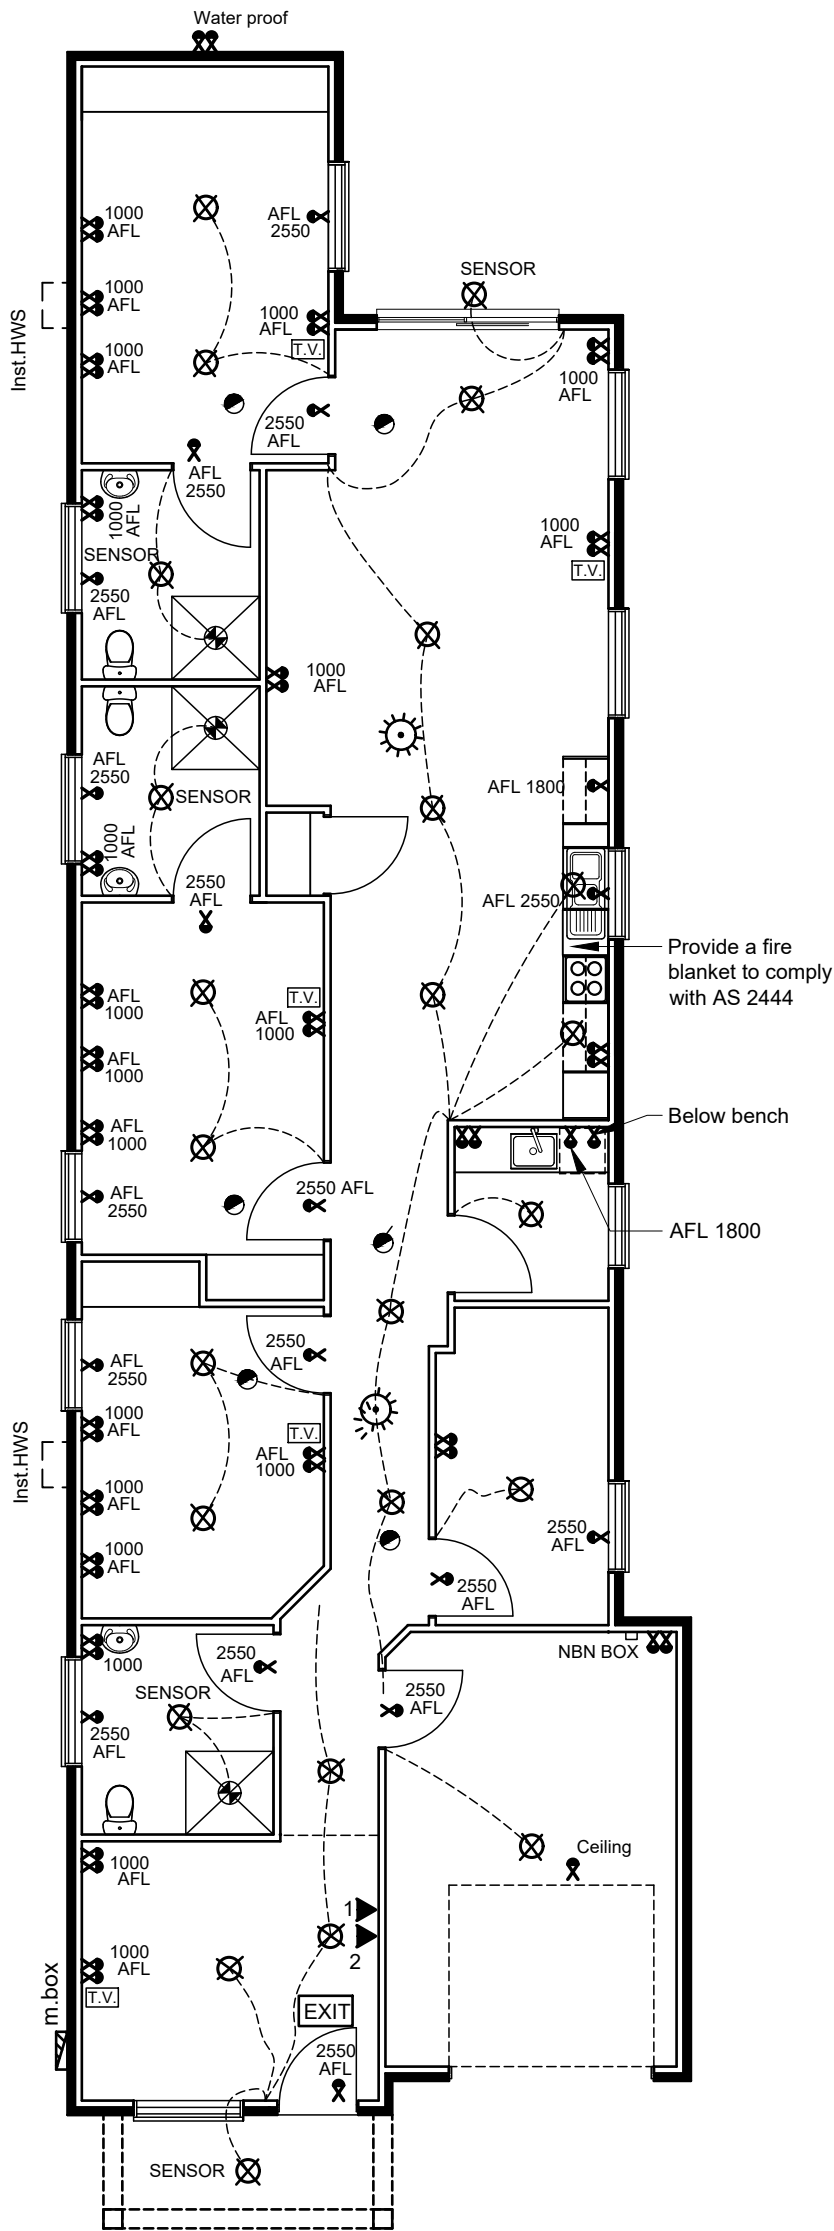 Water proof
1000
AFL
AFL
2550
1000
AFL
Inst.HWS
1000
AFL
T.V.
1000
AFL
SENSOR
1000
AFL
2550
AFL
AFL
2550
1000
AFL
SENSOR
2550
AFL
1000
AFL
T.V.
1000
AFL
AFL
2550
SENSOR
1000
AFL
AFL 1800
AFL 2550
2550
AFL
Provide a fire
blanket to comply
with AS 2444
AFL
1000
T.V.
AFL
1000
AFL
1000
AFL
1000
Below bench
AFL
2550
2550 AFL
AFL 1800
2550
AFL
AFL
2550
1000
AFL
T.V.
AFL
1000
Inst.HWS
1000
AFL
1000
AFL
2550
AFL
2550
AFL
1000
2550
AFL
NBN BOX
SENSOR
2550
AFL
2550
AFL
1000
AFL
Ceiling
1
2
1000
AFL
T.V.
m.box
EXIT
2550
AFL
SENSOR